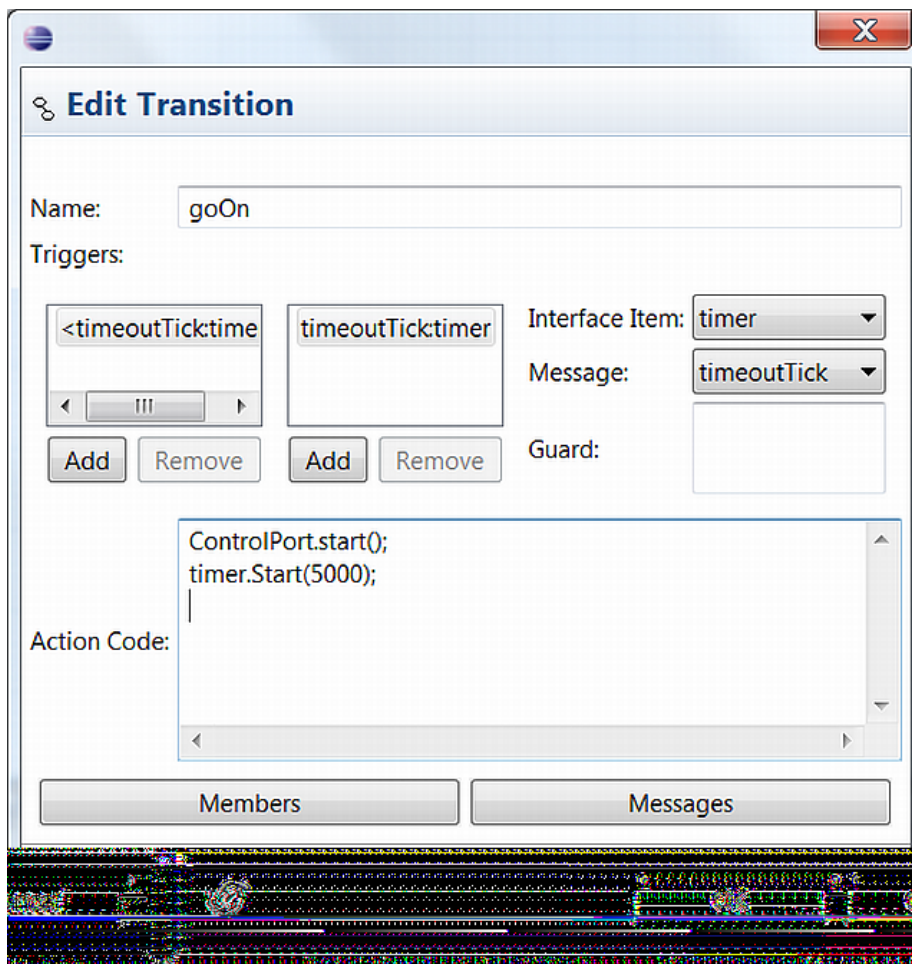 Edit Transition
Name: goOn
Triggers:
<timeoutTick:time timeoutTick:timer Interface Item: timer
Message: timeoutTick
Add Remove Add Remove Guard:
ControlPort.start();
timer.Start(5000);
Action Code:
Members Messages